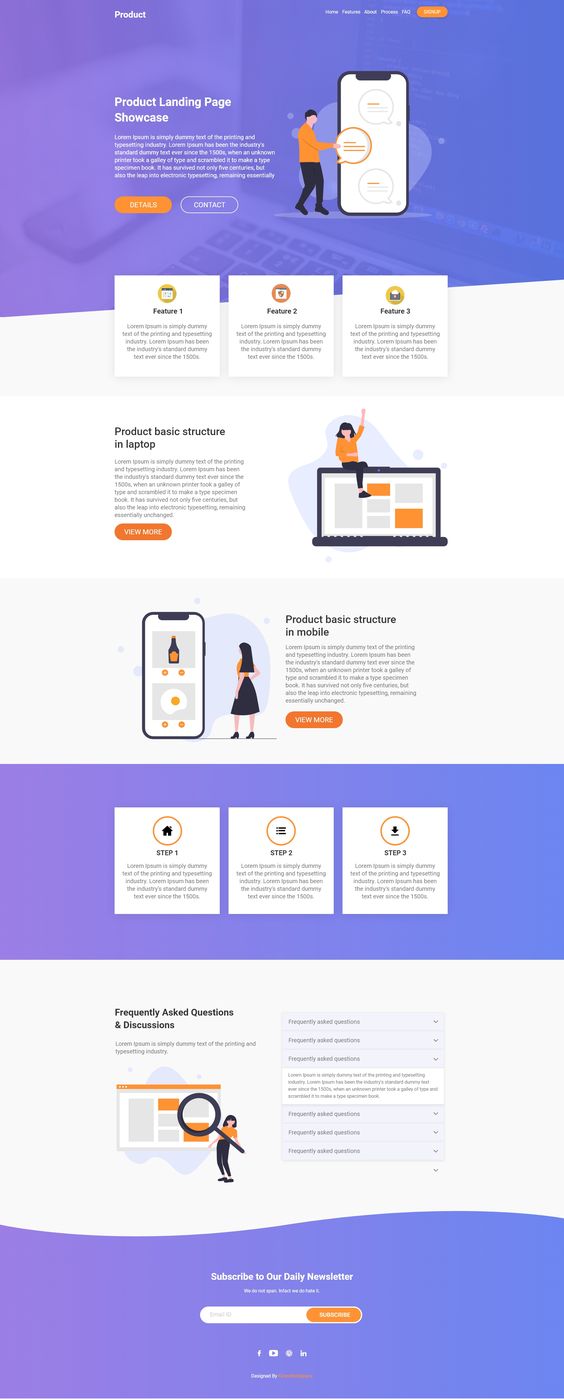 Product
Home Features About Process FAQ SIGNUP
Product Landing Page
Showcase
Lorem Ipsum is simply dummy text of the printing and
typesetting industry. Lorem Ipsum has been the industry's
standard dummy text ever since the 1500s, when an unknown
printer took a galley of type and scrambled it to make a type
specimen book. It has survived not only five centuries, but
also the leap into electronic typesetting, remaining essentially
DETAILS
CONTACT
Feature 1
Lorem Ipsum is simply dummy
text of the printing and typesetting
industry. Lorem Ipsum has been
the industry's standard dummy
text ever since the 1500s.
Feature 2
Lorem Ipsum is simply dummy
text of the printing and typesetting
industry. Lorem Ipsum has been
the industry's standard dummy
text ever since the 1500s.
Feature 3
Lorem Ipsum is simply dummy
text of the printing and typesetting
industry. Lorem Ipsum has been
the industry's standard dummy
text ever since the 1500s.
Product basic structure
in laptop
Lorem Ipsum is simply dummy text of the printing
and typesetting industry. Lorem Ipsum has been
the industry's standard dummy text ever since the
1500s, when an unknown printer took a galley of
type and scrambled it to make a type specimen
book. It has survived not only five centuries, but
also the leap into electronic typesetting, remaining
essentially unchanged.
VIEW MORE
Product basic structure
in mobile
Lorem Ipsum is simply dummy text of the printing
and typesetting industry. Lorem Ipsum has been
the industry's standard dummy text ever since the
1500s, when an unknown printer took a galley of
type and scrambled it to make a type specimen
book. It has survived not only five centuries, but
also the leap into electronic typesetting, remaining
essentially unchanged.
VIEW MORE
STEP 1
Lorem Ipsum is simply dummy
text of the printing and typesetting
industry. Lorem Ipsum has been
the industry's standard dummy
text ever since the 1500s.
STEP 2
Lorem Ipsum is simply dummy
text of the printing and typesetting
industry. Lorem Ipsum has been
the industry's standard dummy
text ever since the 1500s.
STEP 3
Lorem Ipsum is simply dummy
text of the printing and typesetting
industry. Lorem Ipsum has been
the industry's standard dummy
text ever since the 1500s.
Frequently Asked Questions
& Discussions
Lorem Ipsum is simply dummy text of the printing and
typesetting industry.
Frequently asked questions
Frequently asked questions
Frequently asked questions
Lorem Ipsum is simply dummy text of the printing and typesetting
industry. Lorem Ipsum has been the industry's standard dummy
text ever since the 1500s, when an unknown printer took a galley of type and
scrambled it to make a type specimen book.
Frequently asked questions
Frequently asked questions
Frequently asked questions
Subscribe to Our Daily Newsletter
We do not span. Infact we do hate it.
Email ID
SUBSCRIBE
Designed By